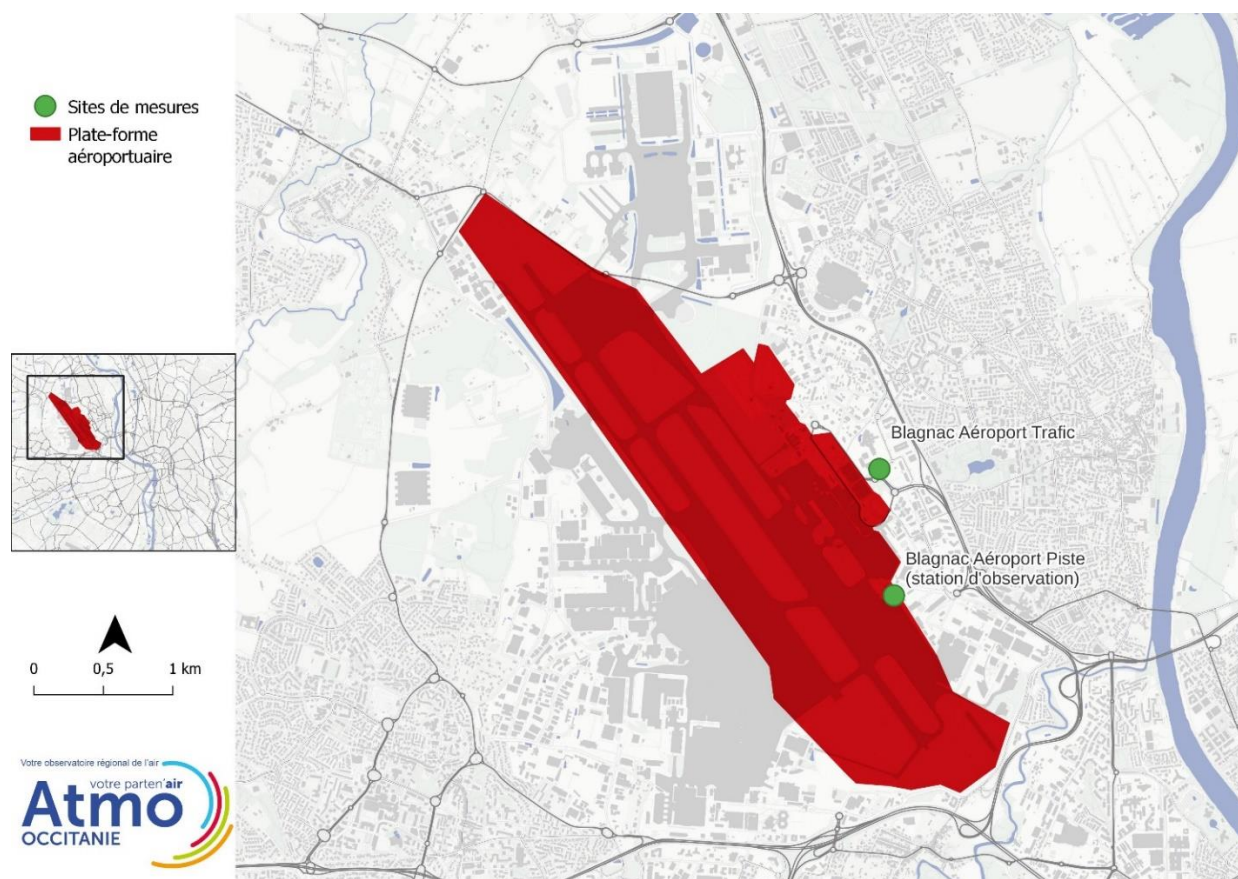 Sites de mesures
Plate-forme
aéroportuaire
Blagnac Aéroport Trafic
Blagnac Aéroport Piste
(station d'observation)
0 0,5 1 km
Votre observatoire régional de l'air
votre parten'air
Atmo
OCCITANIE